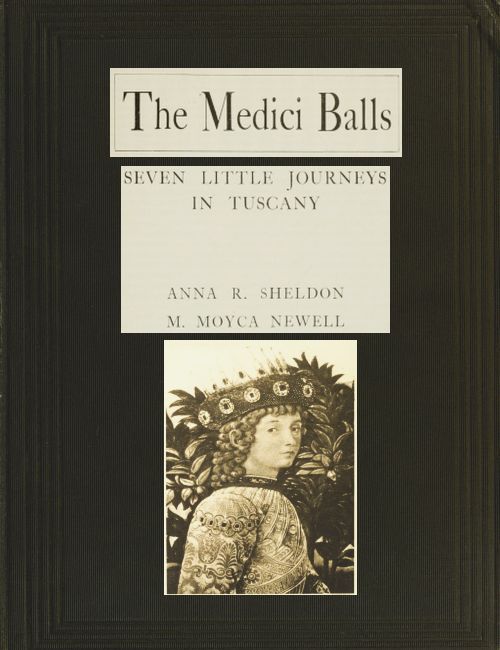 The Medici Balls
SEVEN LITTLE JOURNEYS
IN TUSCANY
ANNA R. SHELDON
M. MOYCA NEWELL